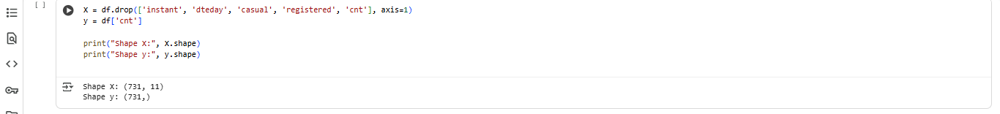 [ ]
X = df.drop(['instant', 'dteday', 'casual', 'registered', 'cnt'], axis=1)
y = df['cnt']
print("Shape X:", X.shape)
print("Shape y:", y.shape)
Shape X: (731, 11)
Shape y: (731,)